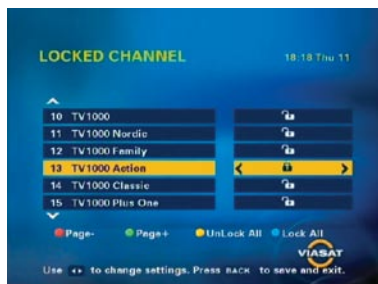 LOCKED CHANNEL 18:18 Thu 11
10 TV1000
11 TV1000 Nordic
12 TV1000 Family
13 TV1000 Action
14 TV1000 Classic
15 TV1000 Plus One
Page- Page+ UnLock All Lock All
VIASAT
Use ◂▸ to change settings. Press BACK to save and exit.